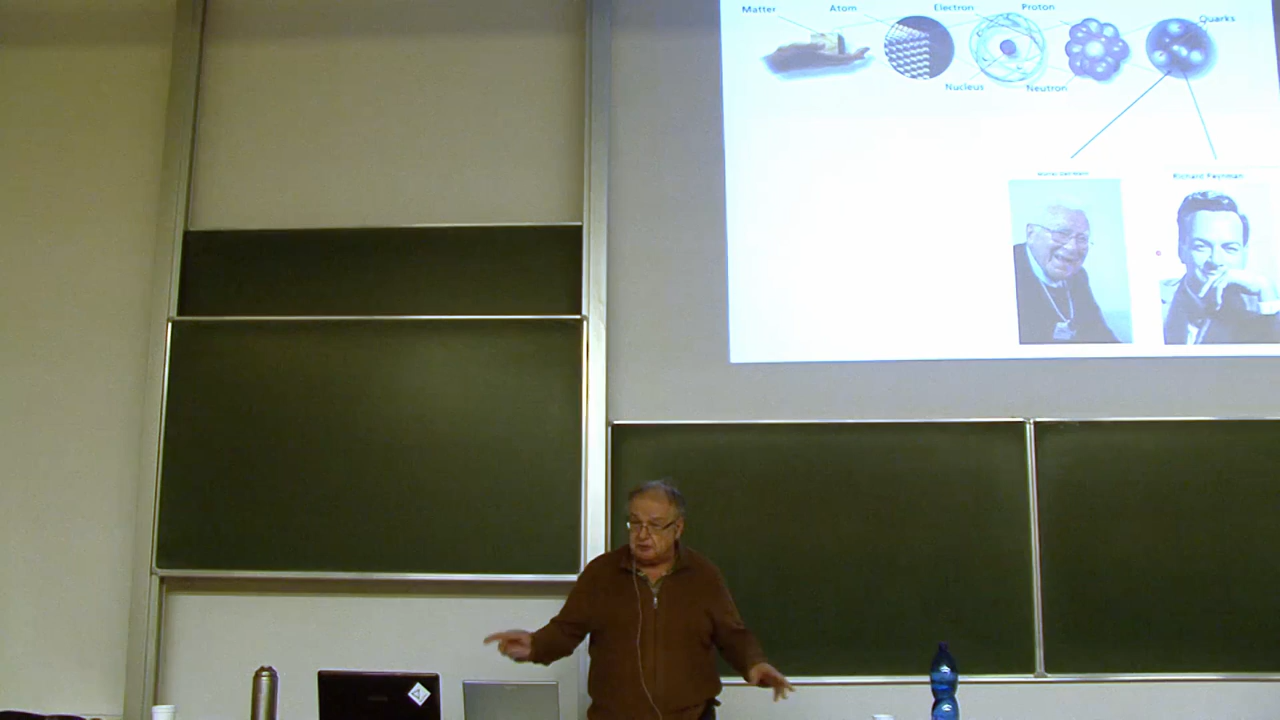 Matter Atom Electron Proton Quarks
Nucleus Neutron
Richard Feynman